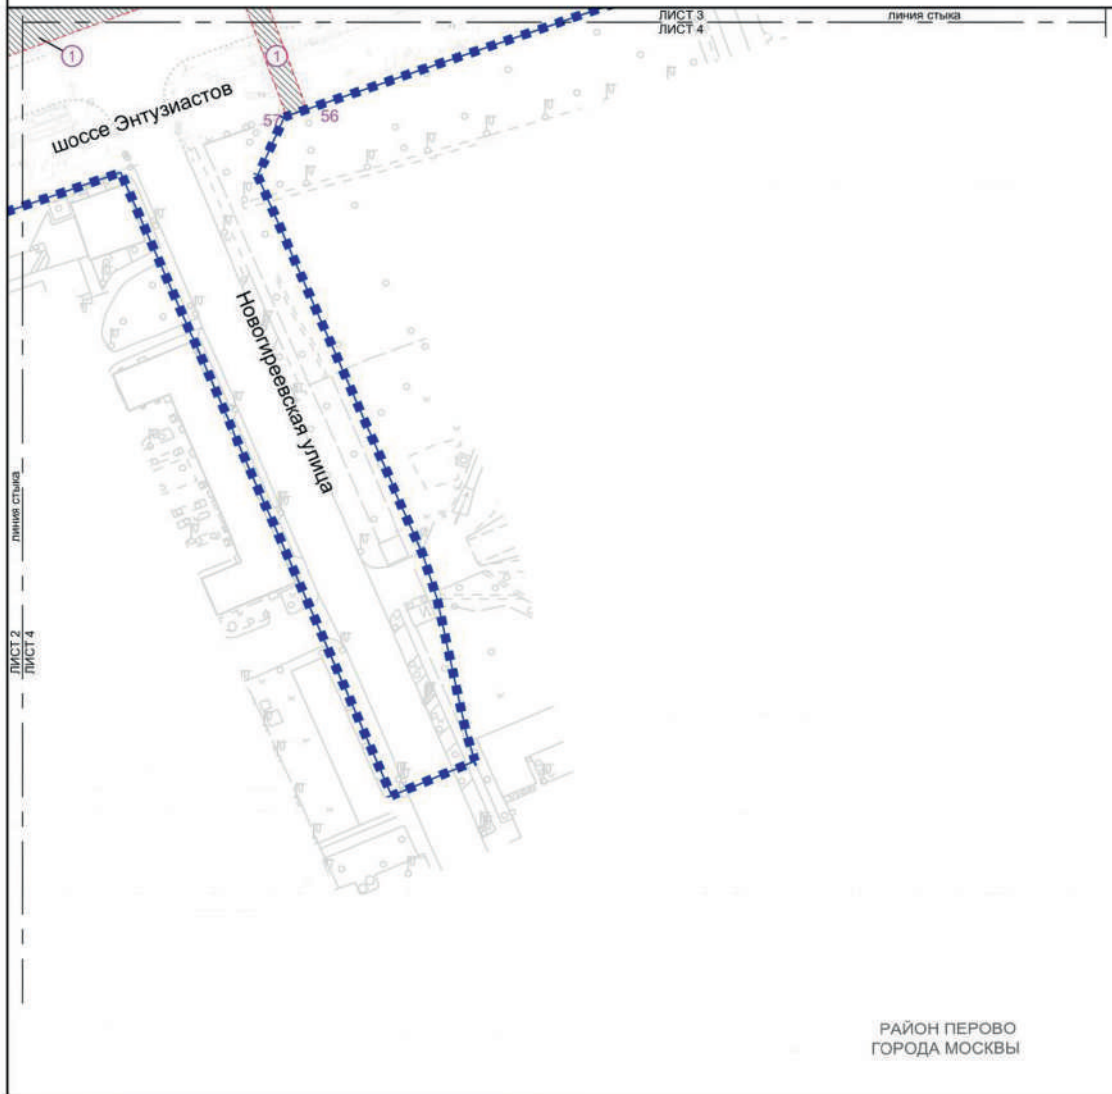 ЛИСТ 3
линия стыка
ЛИСТ 4
1
1
шоссе Энтузиастов
57
56
Новогиреевская улица
линия стыка
ЛИСТ 2
ЛИСТ 4
РАЙОН ПЕРОВО
ГОРОДА МОСКВЫ